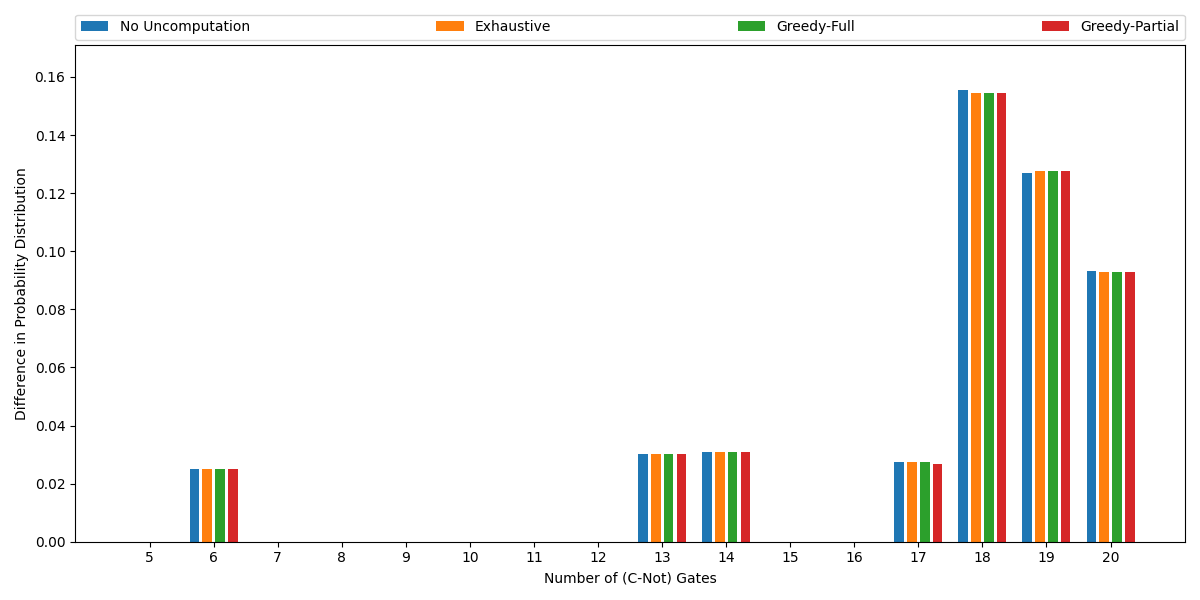 No Uncomputation Exhaustive Greedy-Full Greedy-Partial
0.16
0.14
0.12
0.10
0.08
0.06
0.04
0.02
0.00
Difference in Probability Distribution
5 6 7 8 9 10 11 12 13 14 15 16 17 18 19 20
Number of (C-Not) Gates